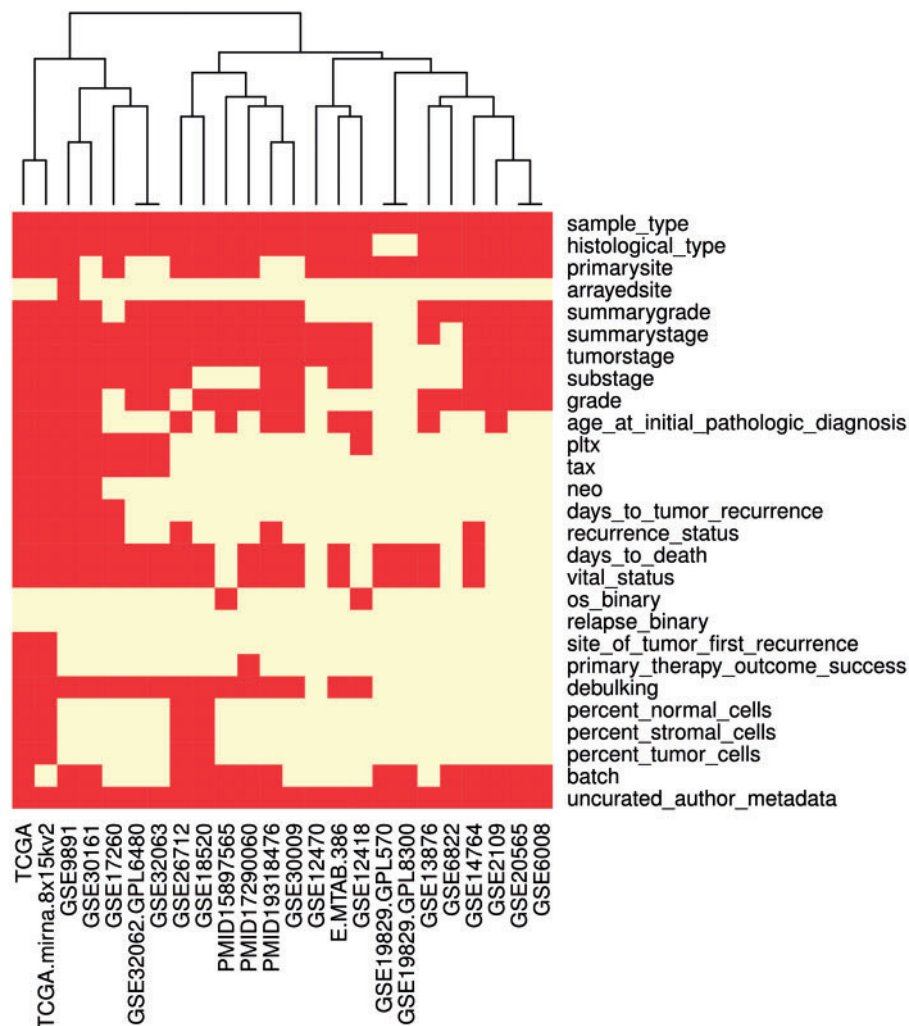 sample_type
histological_type
primarysite
arrayedsite
summarygrade
summarystage
tumorstage
substage
grade
age_at_initial_pathologic_diagnosis
pltx
tax
neo
days_to_tumor_recurrence
recurrence_status
days_to_death
vital_status
os_binary
relapse_binary
site_of_tumor_first_recurrence
primary_therapy_outcome_success
debulking
percent_normal_cells
percent_stromal_cells
percent_tumor_cells
batch
uncurated_author_metadata
TCGA
TCGA.mirna.8x15kv2
GSE9891
GSE30161
GSE17260
GSE32062.GPL6480
GSE32063
GSE26712
GSE18520
PMID15897565
PMID17290060
PMID19318476
GSE30009
GSE12470
E.MTAB.386
GSE12418
GSE19829.GPL570
GSE19829.GPL8300
GSE13876
GSE6822
GSE14764
GSE2109
GSE20565
GSE6008